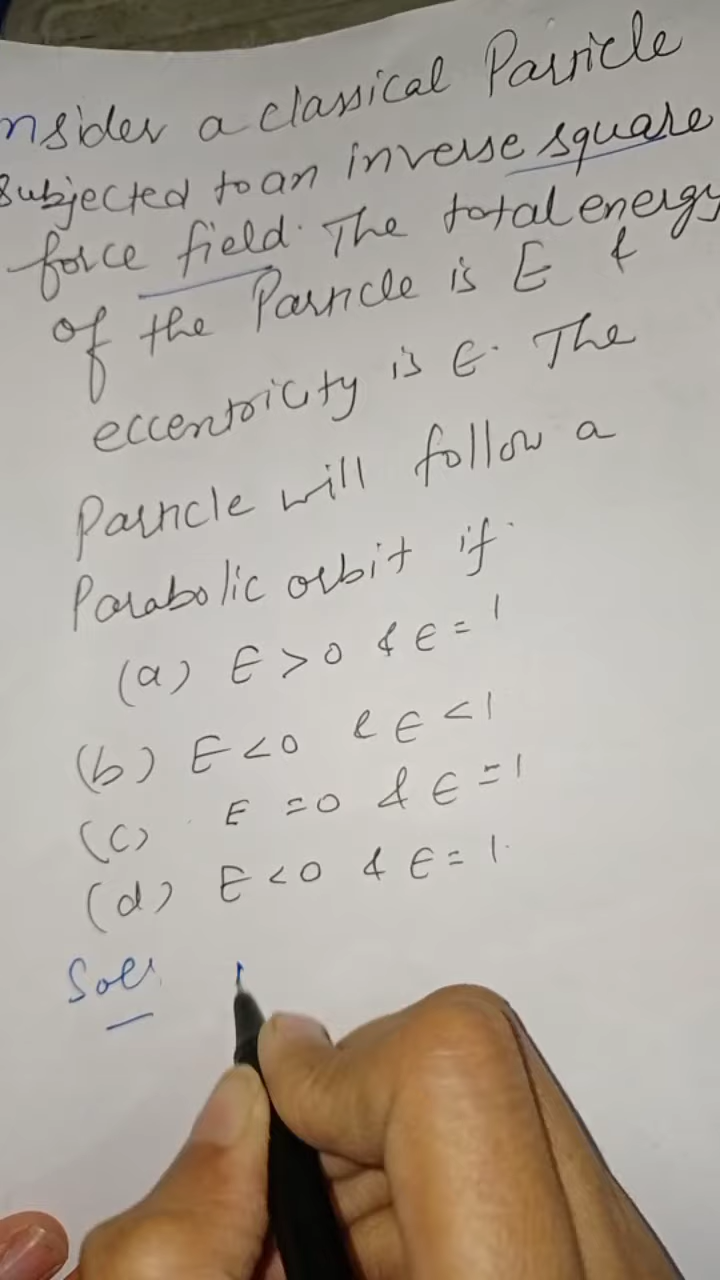 nsider a classical Particle
Subjected to an inverse square
force field. The total energy
of the Particle is E &
eccentricity is ϵ. The
Particle will follow a
Parabolic orbit if
(a) E > 0 & ϵ = 1
(b) E < 0 & ϵ < 1
(c) E = 0 & ϵ = 1
(d) E < 0 & ϵ = 1.